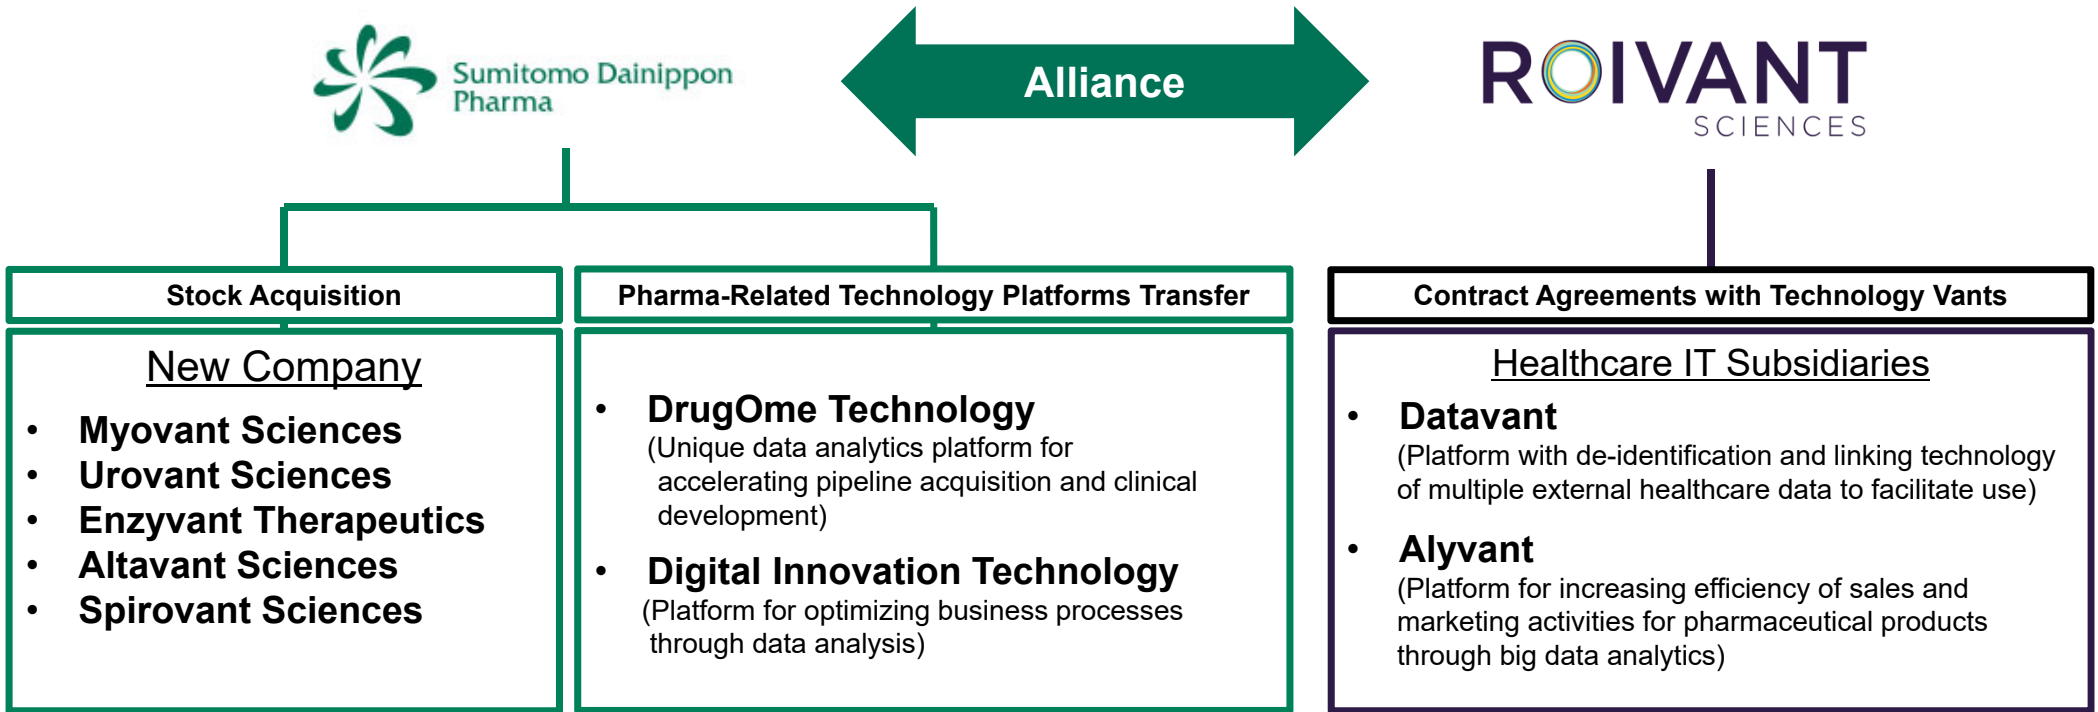 Sumitomo Dainippon
Pharma
Alliance
ROIVANT
SCIENCES
Stock Acquisition
New Company
• Myovant Sciences
• Urovant Sciences
• Enzyvant Therapeutics
• Altavant Sciences
• Spirovant Sciences
Pharma-Related Technology Platforms Transfer
• DrugOme Technology
(Unique data analytics platform for
accelerating pipeline acquisition and clinical
development)
• Digital Innovation Technology
(Platform for optimizing business processes
through data analysis)
Contract Agreements with Technology Vants
Healthcare IT Subsidiaries
• Datavant
(Platform with de-identification and linking technology
of multiple external healthcare data to facilitate use)
• Alyvant
(Platform for increasing efficiency of sales and
marketing activities for pharmaceutical products
through big data analytics)